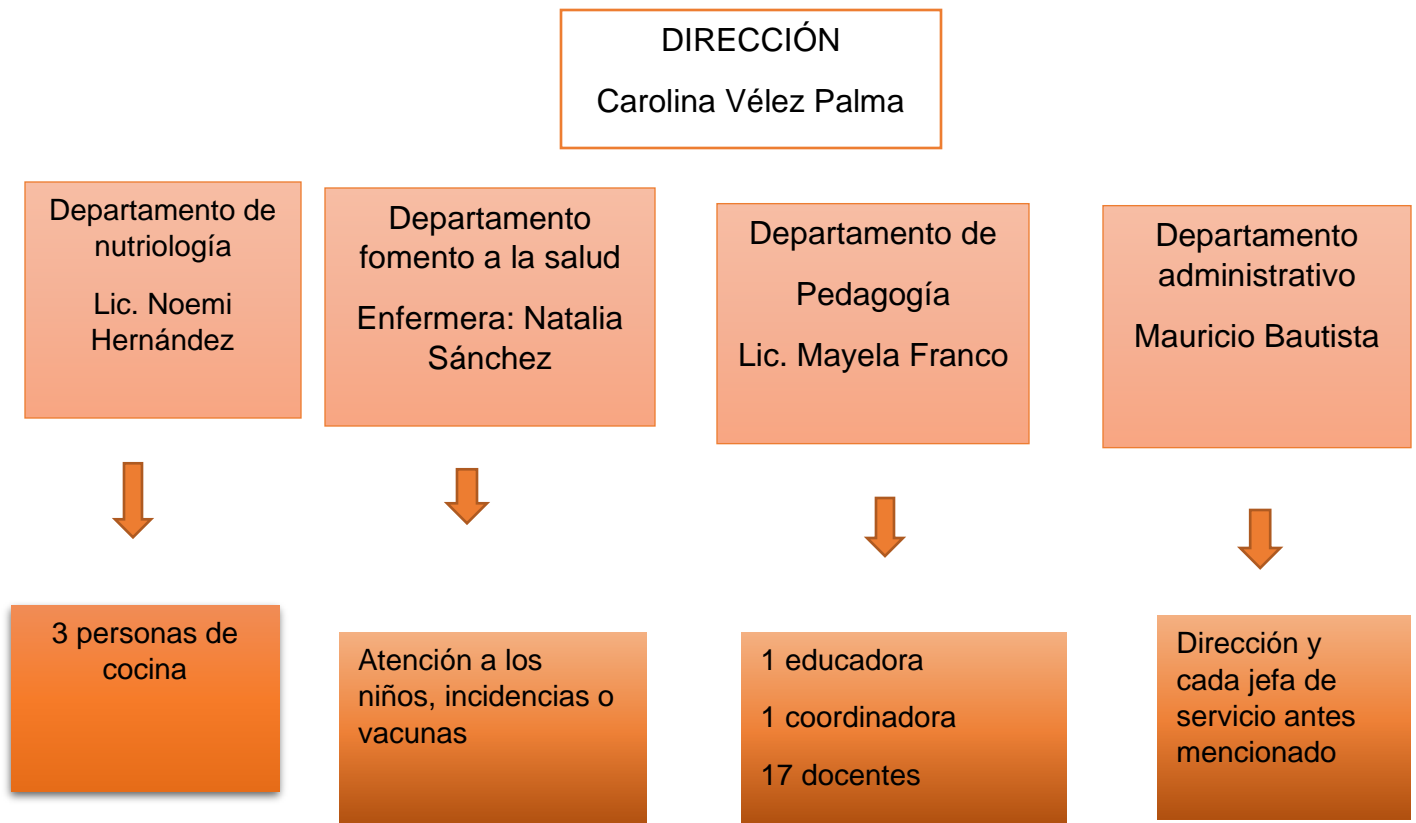 DIRECCIÓN
Carolina Vélez Palma
Departamento de
nutriología
Lic. Noemi
Hernández
Departamento
fomento a la salud
Enfermera: Natalia
Sánchez
Departamento de
Pedagogía
Lic. Mayela Franco
Departamento
administrativo
Mauricio Bautista
3 personas de
cocina
Atención a los
niños, incidencias o
vacunas
1 educadora
1 coordinadora
17 docentes
Dirección y
cada jefa de
servicio antes
mencionado